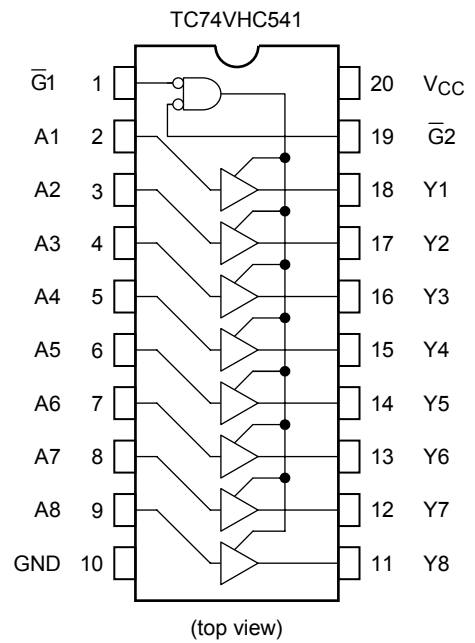 TC74VHC541
G̅1 1 20 VCC
A1 2 19 G̅2
A2 3 18 Y1
A3 4 17 Y2
A4 5 16 Y3
A5 6 15 Y4
A6 7 14 Y5
A7 8 13 Y6
A8 9 12 Y7
GND 10 11 Y8
(top view)